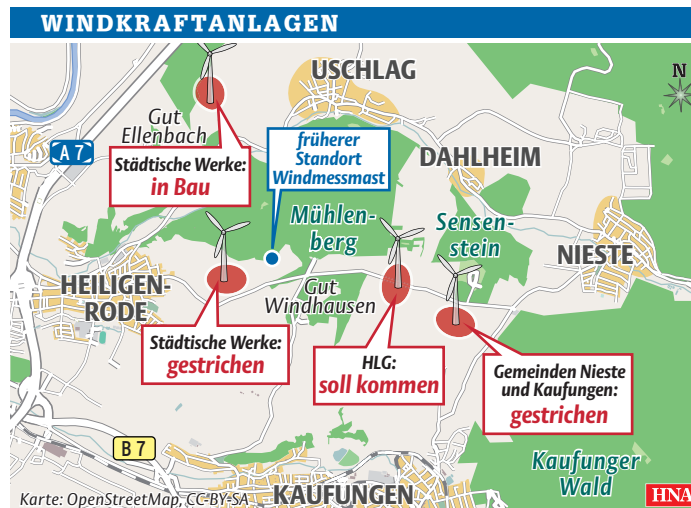 WINDKRAFTANLAGEN
USCHLAG
N
Gut
Ellenbach
A 7
Städtische Werke:
in Bau
früherer
Standort
Windmessmast
DAHLHEIM
Mühlen-
berg
Sensen-
stein
NIESTE
HEILIGEN-
RODE
Gut
Windhausen
Städtische Werke:
gestrichen
HLG:
soll kommen
Gemeinden Nieste
und Kaufungen:
gestrichen
B 7
Kaufunger
Wald
KAUFUNGEN
Karte: OpenStreetMap, CC-BY-SA
HNA